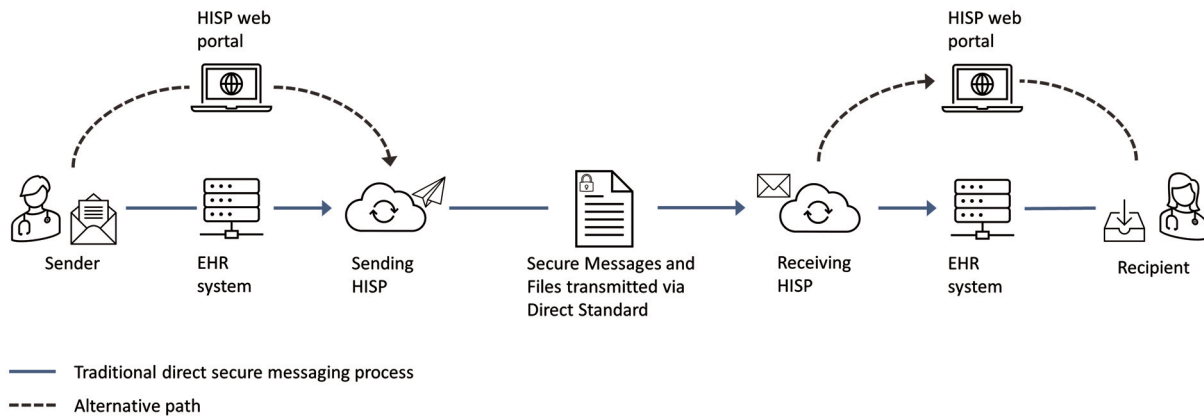 HISP web
portal
HISP web
portal
Sender
EHR
system
Sending
HISP
Secure Messages and
Files transmitted via
Direct Standard
Receiving
HISP
EHR
system
Recipient
Traditional direct secure messaging process
Alternative path